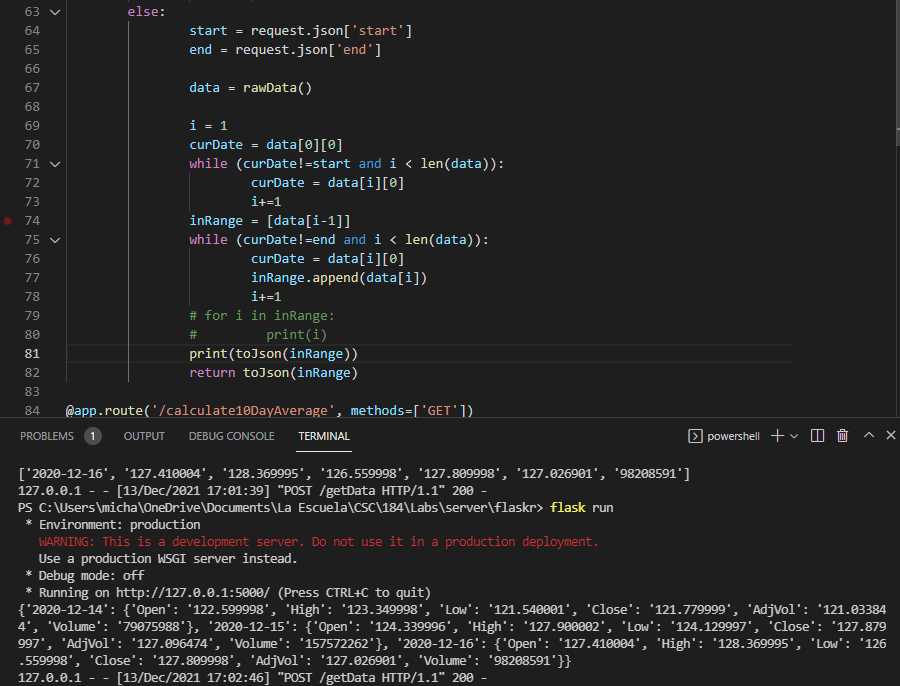 63 else:
64 start = request.json['start']
65 end = request.json['end']
66
67 data = rawData()
68
69 i = 1
70 curDate = data[0][0]
71 while (curDate!=start and i < len(data)):
72 curDate = data[i][0]
73 i+=1
74 inRange = [data[i-1]]
75 while (curDate!=end and i < len(data)):
76 curDate = data[i][0]
77 inRange.append(data[i])
78 i+=1
79 # for i in inRange:
80 # print(i)
81 print(toJson(inRange))
82 return toJson(inRange)
83
84 @app.route('/calculate10DayAverage', methods=['GET'])
PROBLEMS 1 OUTPUT DEBUG CONSOLE TERMINAL powershell
['2020-12-16', '127.410004', '128.369995', '126.559998', '127.809998', '127.026901', '98208591']
127.0.0.1 - - [13/Dec/2021 17:01:39] "POST /getData HTTP/1.1" 200 -
PS C:\Users\micha\OneDrive\Documents\La Escuela\CSC\184\Labs\server\flaskr> flask run
* Environment: production
WARNING: This is a development server. Do not use it in a production deployment.
Use a production WSGI server instead.
* Debug mode: off
* Running on http://127.0.0.1:5000/ (Press CTRL+C to quit)
{'2020-12-14': {'Open': '122.599998', 'High': '123.349998', 'Low': '121.540001', 'Close': '121.779999', 'AdjVol': '121.03384
4', 'Volume': '79075988'}, '2020-12-15': {'Open': '124.339996', 'High': '127.900002', 'Low': '124.129997', 'Close': '127.879
997', 'AdjVol': '127.096474', 'Volume': '157572262'}, '2020-12-16': {'Open': '127.410004', 'High': '128.369995', 'Low': '126
.559998', 'Close': '127.809998', 'AdjVol': '127.026901', 'Volume': '98208591'}}
127.0.0.1 - - [13/Dec/2021 17:02:46] "POST /getData HTTP/1.1" 200 -